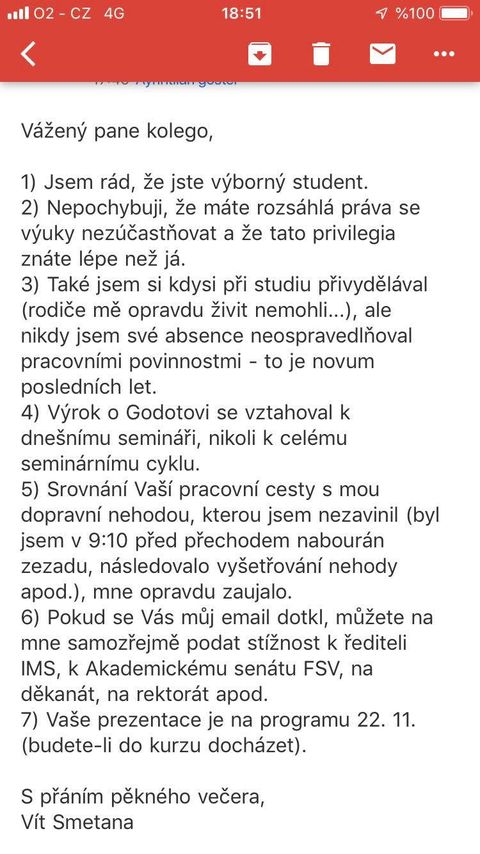 O2 - CZ 4G 18:51 %100
Vážený pane kolego,
1) Jsem rád, že jste výborný student.
2) Nepochybuji, že máte rozsáhlá práva se
výuky nezúčastňovat a že tato privilegia
znáte lépe než já.
3) Také jsem si kdysi při studiu přivydělával
(rodiče mě opravdu živit nemohli...), ale
nikdy jsem své absence neospravedlňoval
pracovními povinnostmi - to je novum
posledních let.
4) Výrok o Godotovi se vztahoval k
dnešnímu semináři, nikoli k celému
seminárnímu cyklu.
5) Srovnání Vaší pracovní cesty s mou
dopravní nehodou, kterou jsem nezavinil (byl
jsem v 9:10 před přechodem nabourán
zezadu, následovalo vyšetřování nehody
apod.), mne opravdu zaujalo.
6) Pokud se Vás můj email dotkl, můžete na
mne samozřejmě podat stížnost k řediteli
IMS, k Akademickému senátu FSV, na
děkanát, na rektorát apod.
7) Vaše prezentace je na programu 22. 11.
(budete-li do kurzu docházet).
S přáním pěkného večera,
Vít Smetana